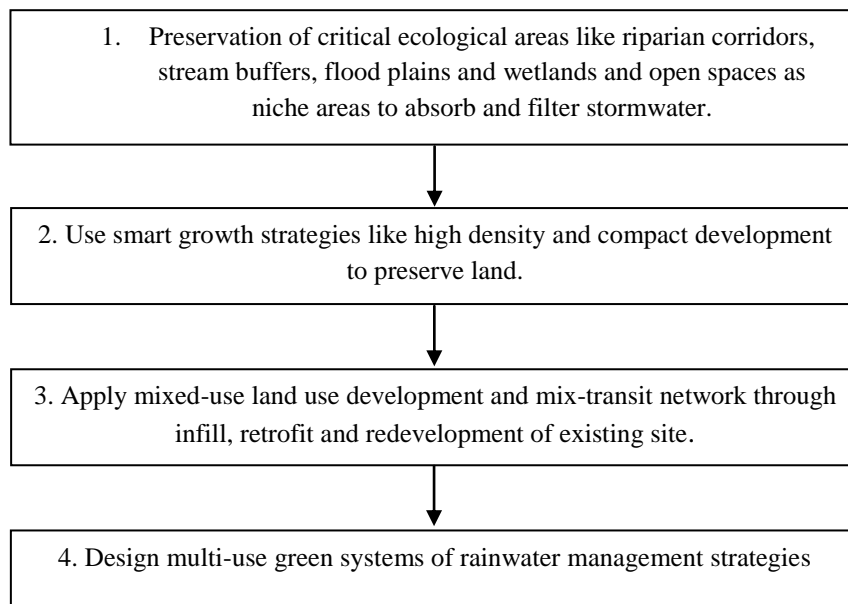 1. Preservation of critical ecological areas like riparian corridors,
stream buffers, flood plains and wetlands and open spaces as
niche areas to absorb and filter stormwater.
2. Use smart growth strategies like high density and compact development
to preserve land.
3. Apply mixed-use land use development and mix-transit network through
infill, retrofit and redevelopment of existing site.
4. Design multi-use green systems of rainwater management strategies